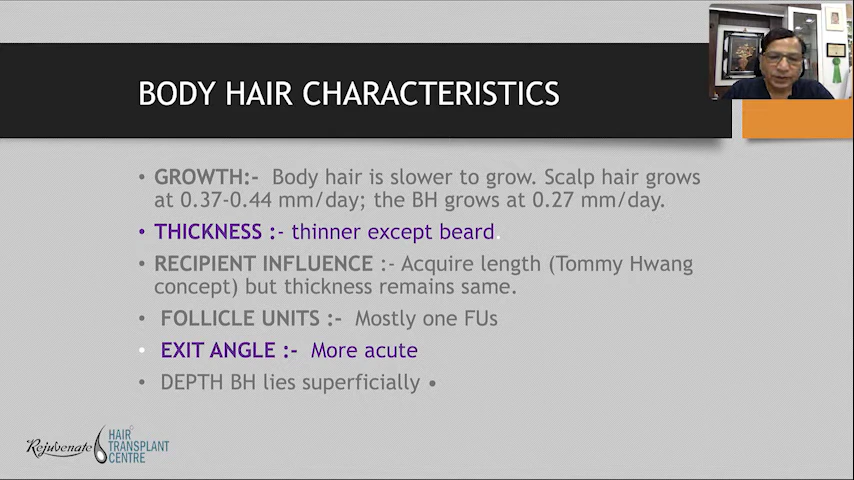 BODY HAIR CHARACTERISTICS
• GROWTH:- Body hair is slower to grow. Scalp hair grows
at 0.37-0.44 mm/day; the BH grows at 0.27 mm/day.
• THICKNESS :- thinner except beard.
• RECIPIENT INFLUENCE :- Acquire length (Tommy Hwang
concept) but thickness remains same.
• FOLLICLE UNITS :- Mostly one FUs
• EXIT ANGLE :- More acute
• DEPTH BH lies superficially •
Rejuvenate
HAIR
TRANSPLANT
CENTRE